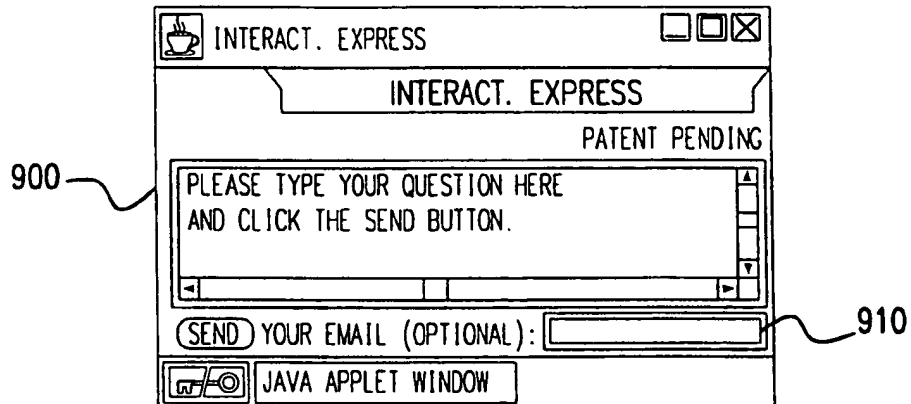 INTERACT. EXPRESS
INTERACT. EXPRESS
PATENT PENDING
900
PLEASE TYPE YOUR QUESTION HERE
AND CLICK THE SEND BUTTON.
SEND YOUR EMAIL (OPTIONAL):
910
JAVA APPLET WINDOW